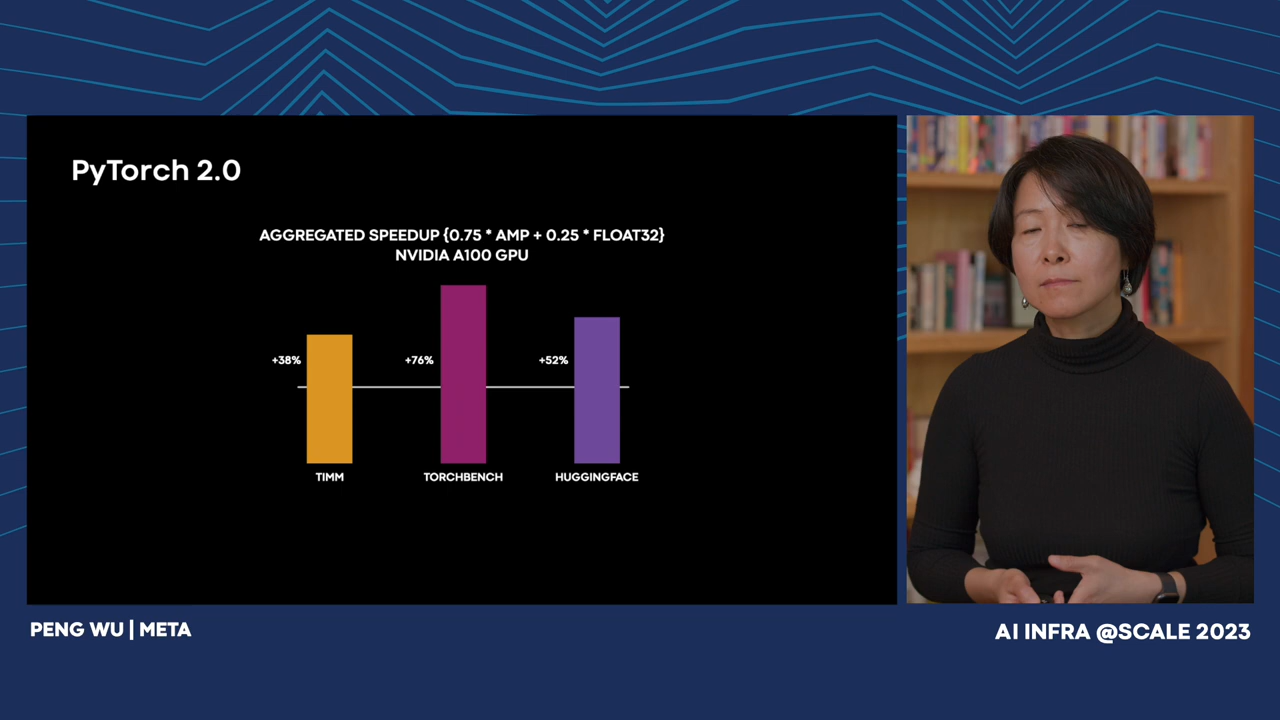 PyTorch 2.0
AGGREGATED SPEEDUP {0.75 * AMP + 0.25 * FLOAT32}
NVIDIA A100 GPU
+38%
+76%
+52%
TIMM
TORCHBENCH
HUGGINGFACE
PENG WU | META
AI INFRA @SCALE 2023